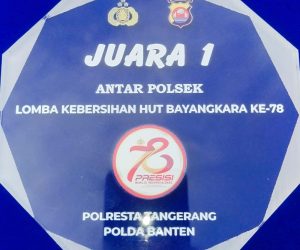 JUARA 1
ANTAR POLSEK
LOMBA KEBERSIHAN HUT BAYANGKARA KE-78
78
PRESISI
POLRESTA TANGERANG
POLDA BANTEN